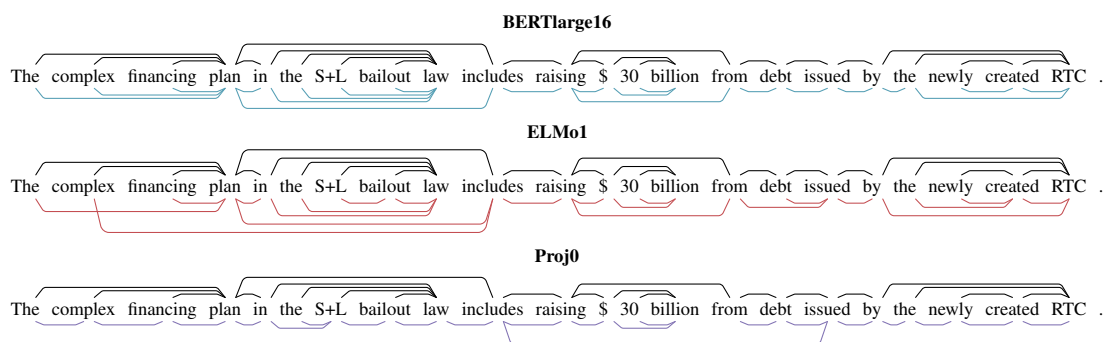 BERTlarge16
The complex financing plan in the S+L bailout law includes raising $ 30 billion from debt issued by the newly created RTC .
ELMo1
The complex financing plan in the S+L bailout law includes raising $ 30 billion from debt issued by the newly created RTC .
Proj0
The complex financing plan in the S+L bailout law includes raising $ 30 billion from debt issued by the newly created RTC .